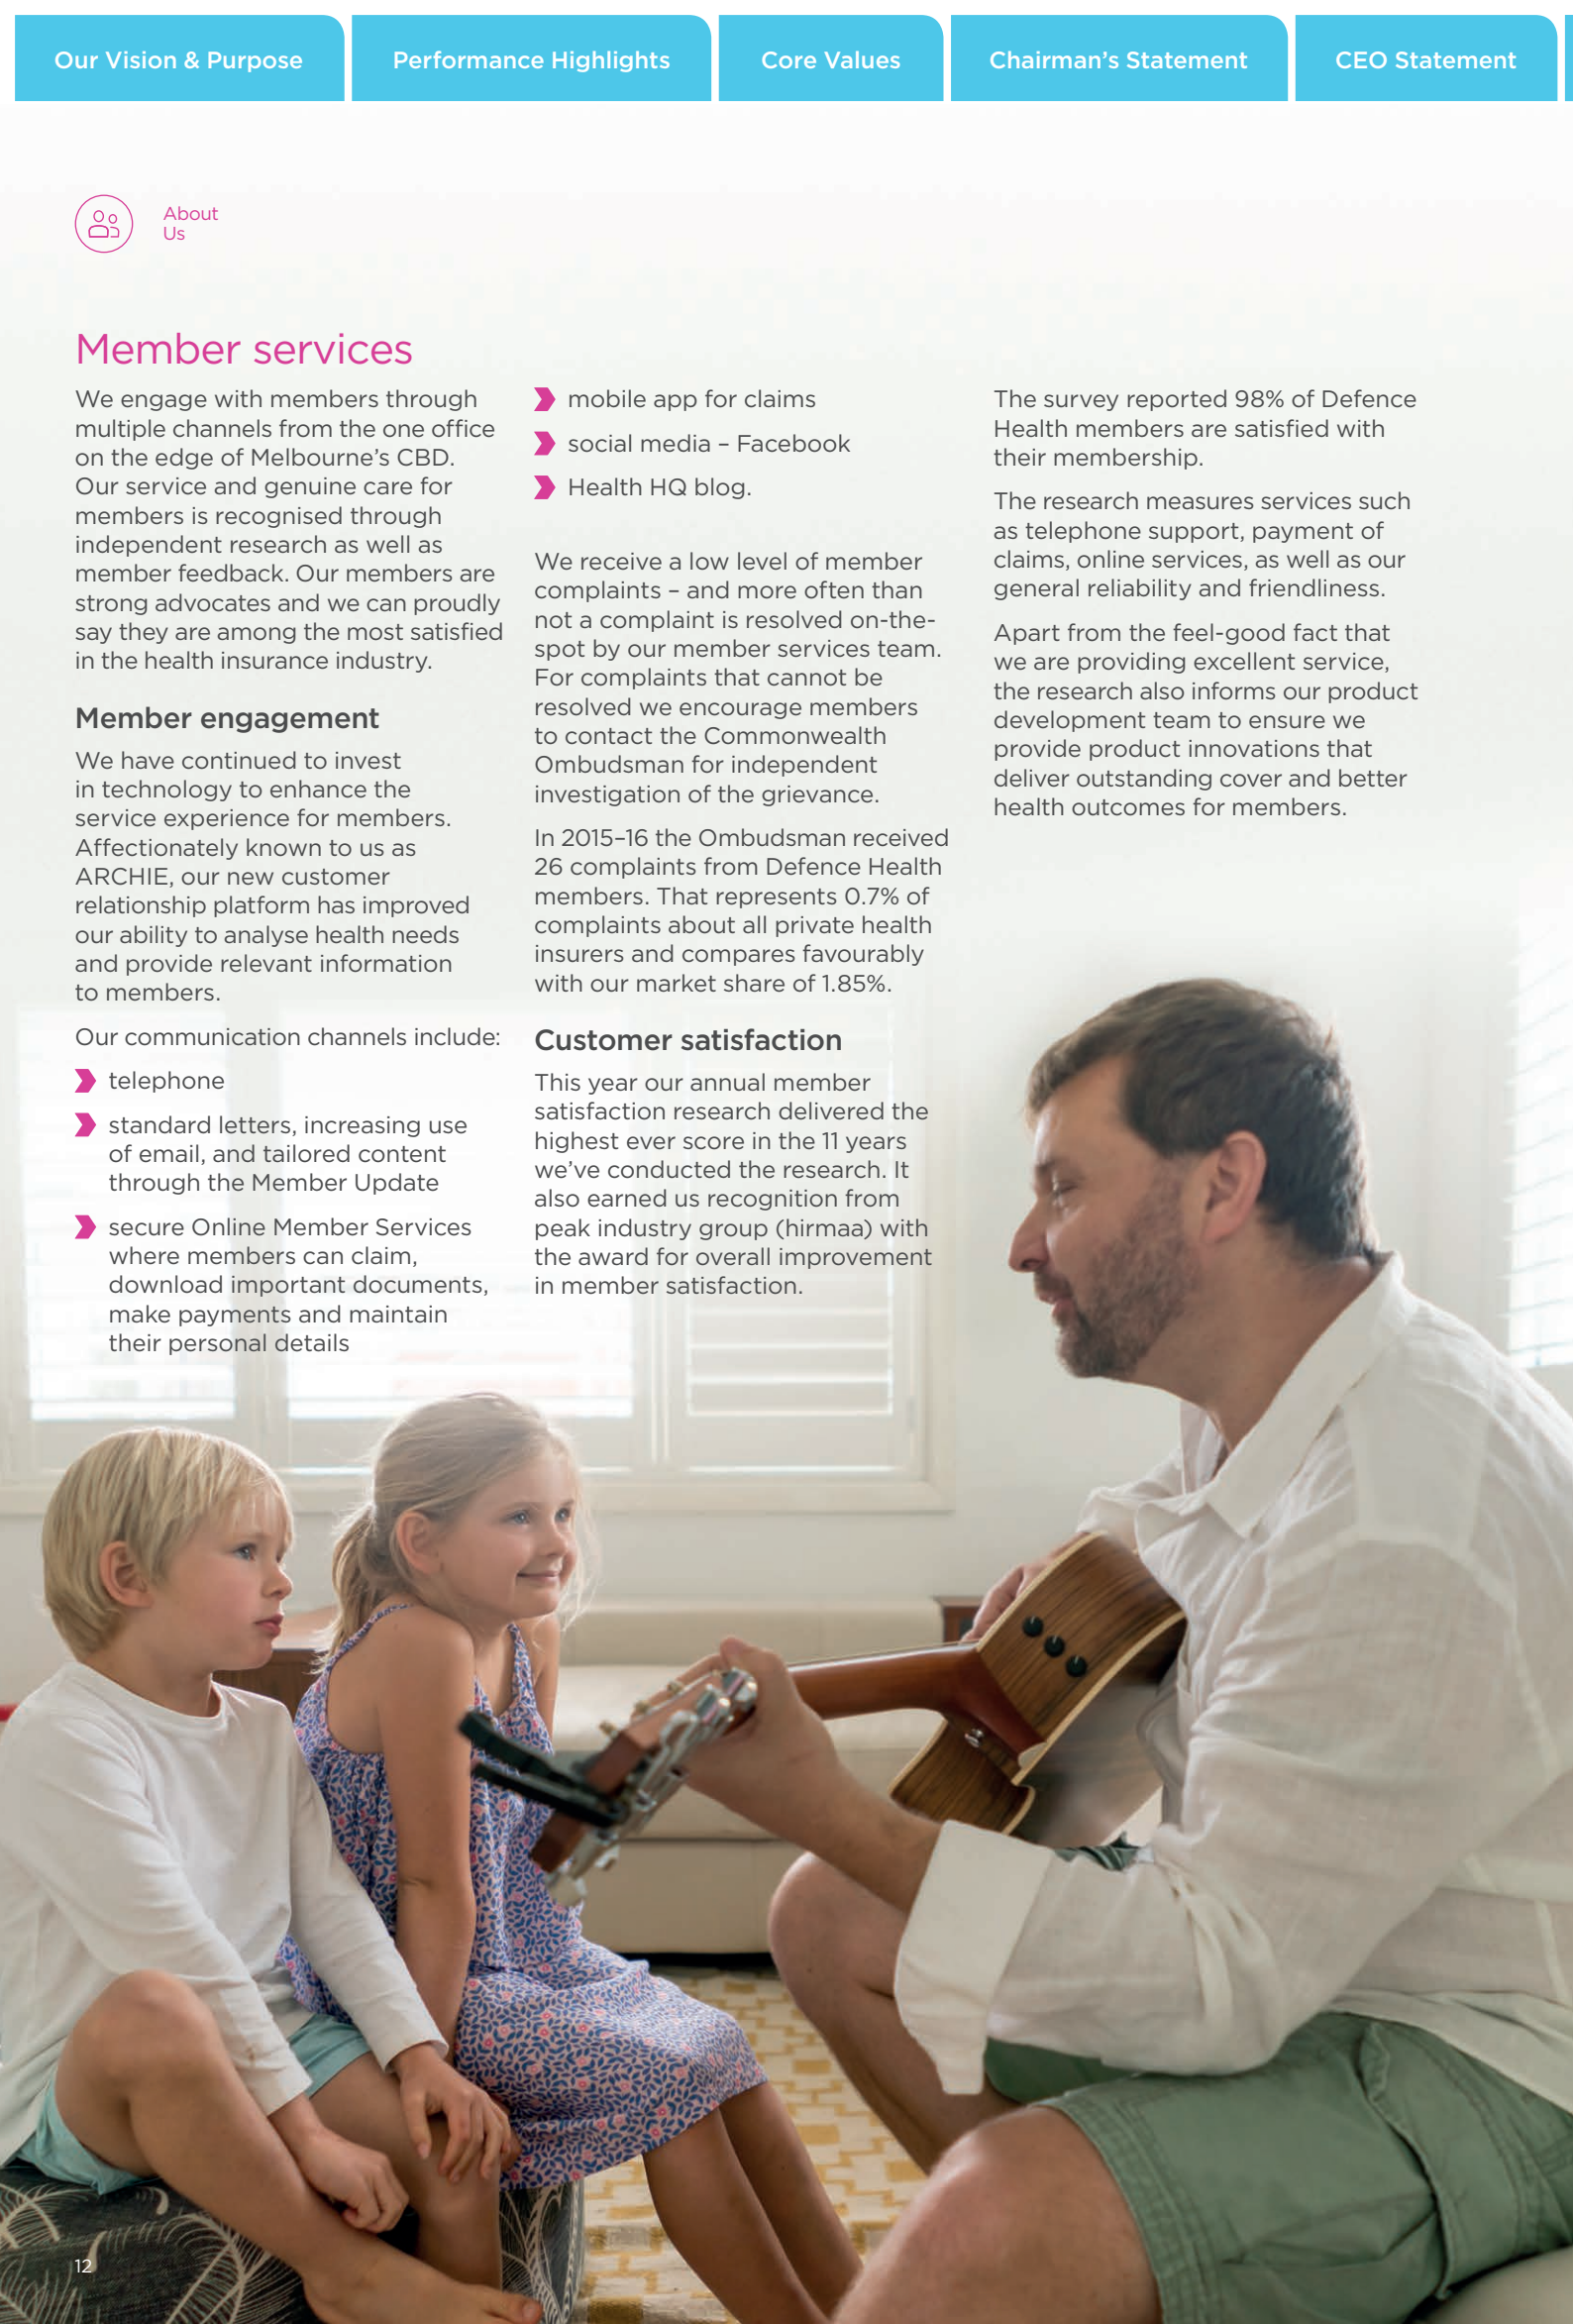 Our Vision & Purpose
Performance Highlights
Core Values
Chairman's Statement
CEO Statement
About
Us
Member services
We engage with members through
multiple channels from the one office
on the edge of Melbourne's CBD.
Our service and genuine care for
members is recognised through
independent research as well as
member feedback. Our members are
strong advocates and we can proudly
say they are among the most satisfied
in the health insurance industry.
Member engagement
We have continued to invest
in technology to enhance the
service experience for members.
Affectionately known to us as
ARCHIE, our new customer
relationship platform has improved
our ability to analyse health needs
and provide relevant information
to members.
Our communication channels include:
telephone
standard letters, increasing use
of email, and tailored content
through the Member Update
secure Online Member Services
where members can claim,
download important documents,
make payments and maintain
their personal details
mobile app for claims
social media – Facebook
Health HQ blog.
We receive a low level of member
complaints – and more often than
not a complaint is resolved on-the-
spot by our member services team.
For complaints that cannot be
resolved we encourage members
to contact the Commonwealth
Ombudsman for independent
investigation of the grievance.
In 2015–16 the Ombudsman received
26 complaints from Defence Health
members. That represents 0.7% of
complaints about all private health
insurers and compares favourably
with our market share of 1.85%.
Customer satisfaction
This year our annual member
satisfaction research delivered the
highest ever score in the 11 years
we've conducted the research. It
also earned us recognition from
peak industry group (hirmaa) with
the award for overall improvement
in member satisfaction.
The survey reported 98% of Defence
Health members are satisfied with
their membership.
The research measures services such
as telephone support, payment of
claims, online services, as well as our
general reliability and friendliness.
Apart from the feel-good fact that
we are providing excellent service,
the research also informs our product
development team to ensure we
provide product innovations that
deliver outstanding cover and better
health outcomes for members.
12